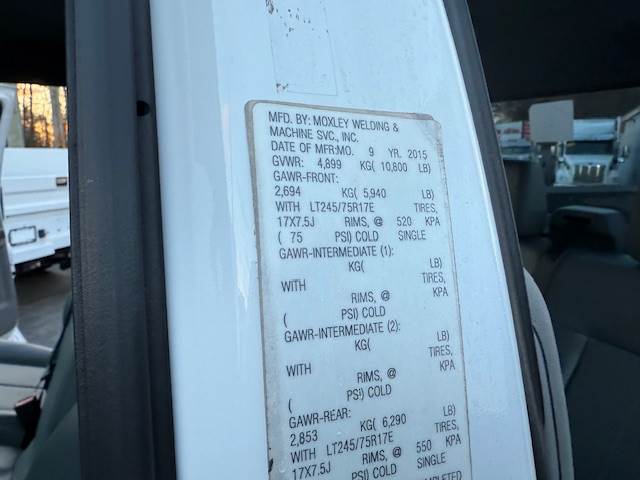 MFD. BY: MOXLEY WELDING &
MACHINE SVC., INC.
DATE OF MFR:MO. 9 YR. 2015
GVWR: 4,899 KG( 10,800 LB)
GAWR-FRONT:
2,694 KG( 5,940 LB)
WITH LT245/75R17E TIRES,
17X7.5J RIMS, @ 520 KPA
( 75 PSI) COLD SINGLE
GAWR-INTERMEDIATE (1):
KG( LB)
WITH TIRES,
RIMS, @ KPA
( PSI) COLD
GAWR-INTERMEDIATE (2):
KG( LB)
WITH TIRES,
RIMS, @ KPA
( PSI) COLD
GAWR-REAR:
2,853 KG( 6,290 LB)
WITH LT245/75R17E TIRES,
17X7.5J RIMS, @ 550 KPA
PSI) COLD SINGLE
COMPLETED